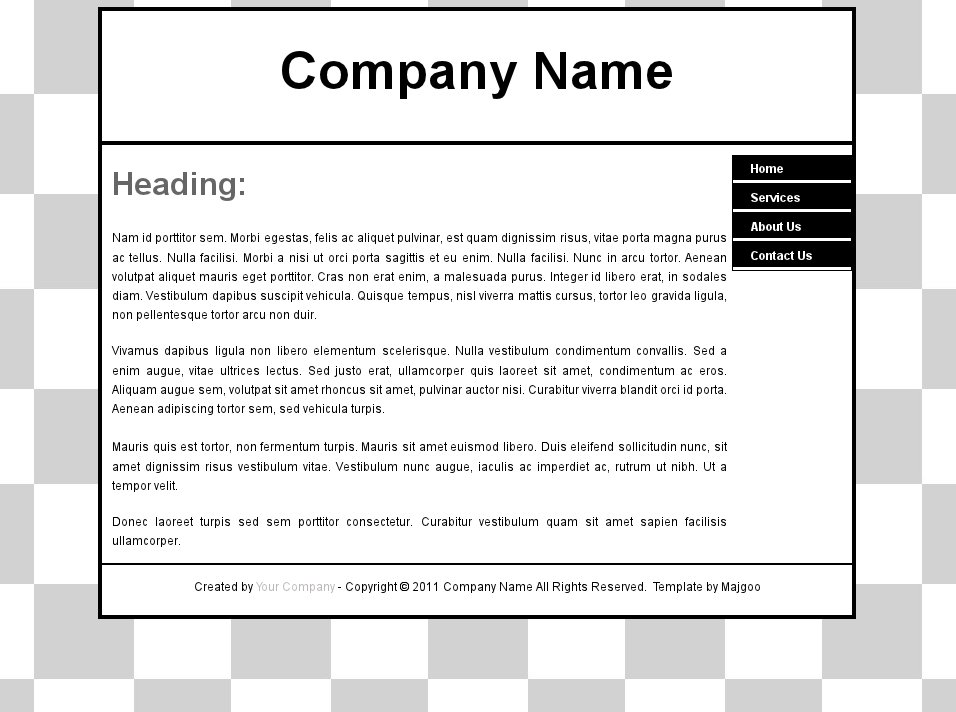 Company Name
Heading:
Nam id porttitor sem. Morbi egestas, felis ac aliquet pulvinar, est quam dignissim risus, vitae porta magna purus
ac tellus. Nulla facilisi. Morbi a nisi ut orci porta sagittis et eu enim. Nulla facilisi. Nunc in arcu tortor. Aenean
volutpat aliquet mauris eget porttitor. Cras non erat enim, a malesuada purus. Integer id libero erat, in sodales
diam. Vestibulum dapibus suscipit vehicula. Quisque tempus, nisl viverra mattis cursus, tortor leo gravida ligula,
non pellentesque tortor arcu non duir.
Vivamus dapibus ligula non libero elementum scelerisque. Nulla vestibulum condimentum convallis. Sed a
enim augue, vitae ultrices lectus. Sed justo erat, ullamcorper quis laoreet sit amet, condimentum ac eros.
Aliquam augue sem, volutpat sit amet rhoncus sit amet, pulvinar auctor nisi. Curabitur viverra blandit orci id porta.
Aenean adipiscing tortor sem, sed vehicula turpis.
Mauris quis est tortor, non fermentum turpis. Mauris sit amet euismod libero. Duis eleifend sollicitudin nunc, sit
amet dignissim risus vestibulum vitae. Vestibulum nunc augue, iaculis ac imperdiet ac, rutrum ut nibh. Ut a
tempor velit.
Donec laoreet turpis sed sem porttitor consectetur. Curabitur vestibulum quam sit amet sapien facilisis
ullamcorper.
Home
Services
About Us
Contact Us
Created by Your Company - Copyright © 2011 Company Name All Rights Reserved. Template by Majgoo